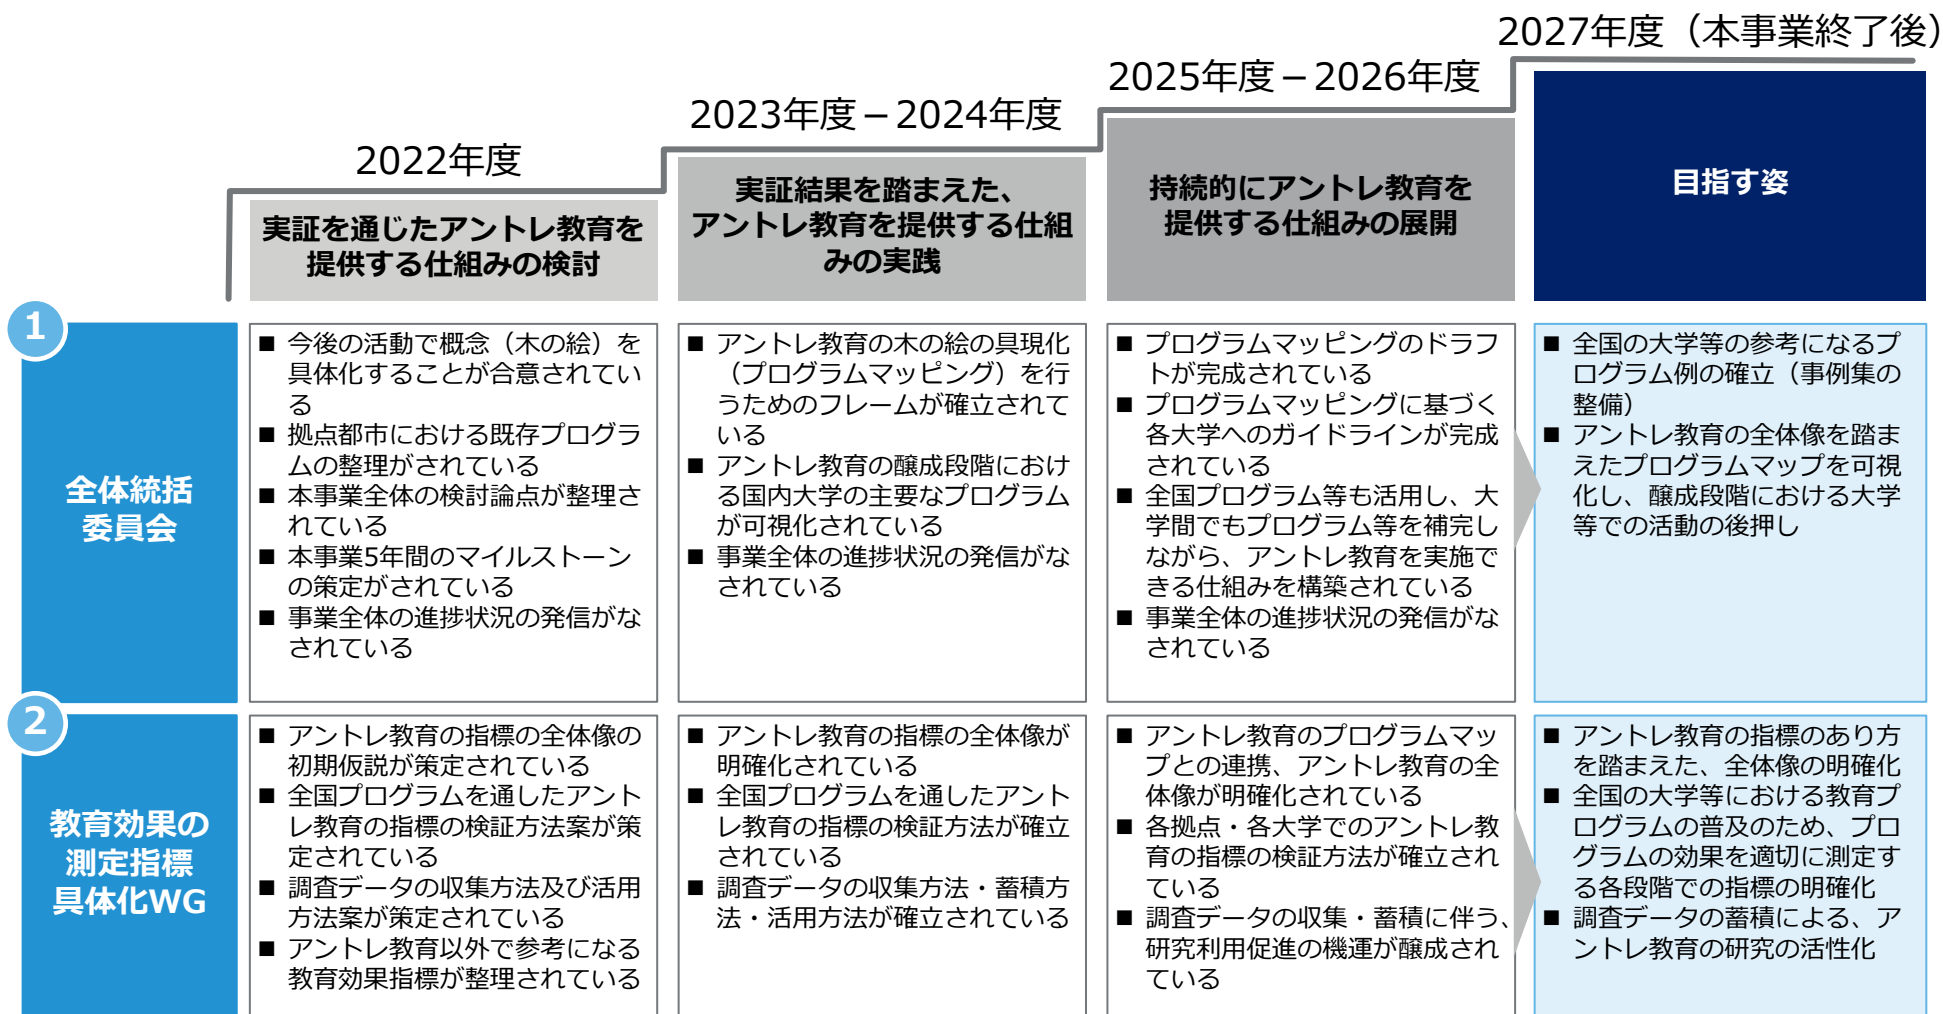 2027年度（本事業終了後）
2025年度－2026年度
2023年度－2024年度
2022年度
実証を通じたアントレ教育を
提供する仕組みの検討
実証結果を踏まえた、
アントレ教育を提供する仕組
みの実践
持続的にアントレ教育を
提供する仕組みの展開
目指す姿
1
全体統括
委員会
■ 今後の活動で概念（木の絵）を
具体化することが合意されてい
る
■ 拠点都市における既存プログラ
ムの整理がされている
■ 本事業全体の検討論点が整理さ
れている
■ 本事業5年間のマイルストーン
の策定がされている
■ 事業全体の進捗状況の発信がな
されている
■ アントレ教育の木の絵の具現化
（プログラムマッピング）を行
うためのフレームが確立されて
いる
■ アントレ教育の醸成段階におけ
る国内大学の主要なプログラム
が可視化されている
■ 事業全体の進捗状況の発信がな
されている
■ プログラムマッピングのドラフ
トが完成されている
■ プログラムマッピングに基づく
各大学へのガイドラインが完成
されている
■ 全国プログラム等も活用し、大
学間でもプログラム等を補完し
ながら、アントレ教育を実施で
きる仕組みを構築されている
■ 事業全体の進捗状況の発信がな
されている
■ 全国の大学等の参考になるプ
ログラム例の確立（事例集の
整備）
■ アントレ教育の全体像を踏ま
えたプログラムマップを可視
化し、醸成段階における大学
等での活動の後押し
2
教育効果の
測定指標
具体化WG
■ アントレ教育の指標の全体像の
初期仮説が策定されている
■ 全国プログラムを通したアント
レ教育の指標の検証方法案が策
定されている
■ 調査データの収集方法及び活用
方法案が策定されている
■ アントレ教育以外で参考になる
教育効果指標が整理されている
■ アントレ教育の指標の全体像が
明確化されている
■ 全国プログラムを通したアント
レ教育の指標の検証方法が確立
されている
■ 調査データの収集方法・蓄積方
法・活用方法が確立されている
■ アントレ教育のプログラムマッ
プとの連携、アントレ教育の全
体像が明確化されている
■ 各拠点・各大学でのアントレ教
育の指標の検証方法が確立され
ている
■ 調査データの収集・蓄積に伴う、
研究利用促進の機運が醸成され
ている
■ アントレ教育の指標のあり方
を踏まえた、全体像の明確化
■ 全国の大学等における教育プ
ログラムの普及のため、プロ
グラムの効果を適切に測定す
る各段階での指標の明確化
■ 調査データの蓄積による、ア
ントレ教育の研究の活性化